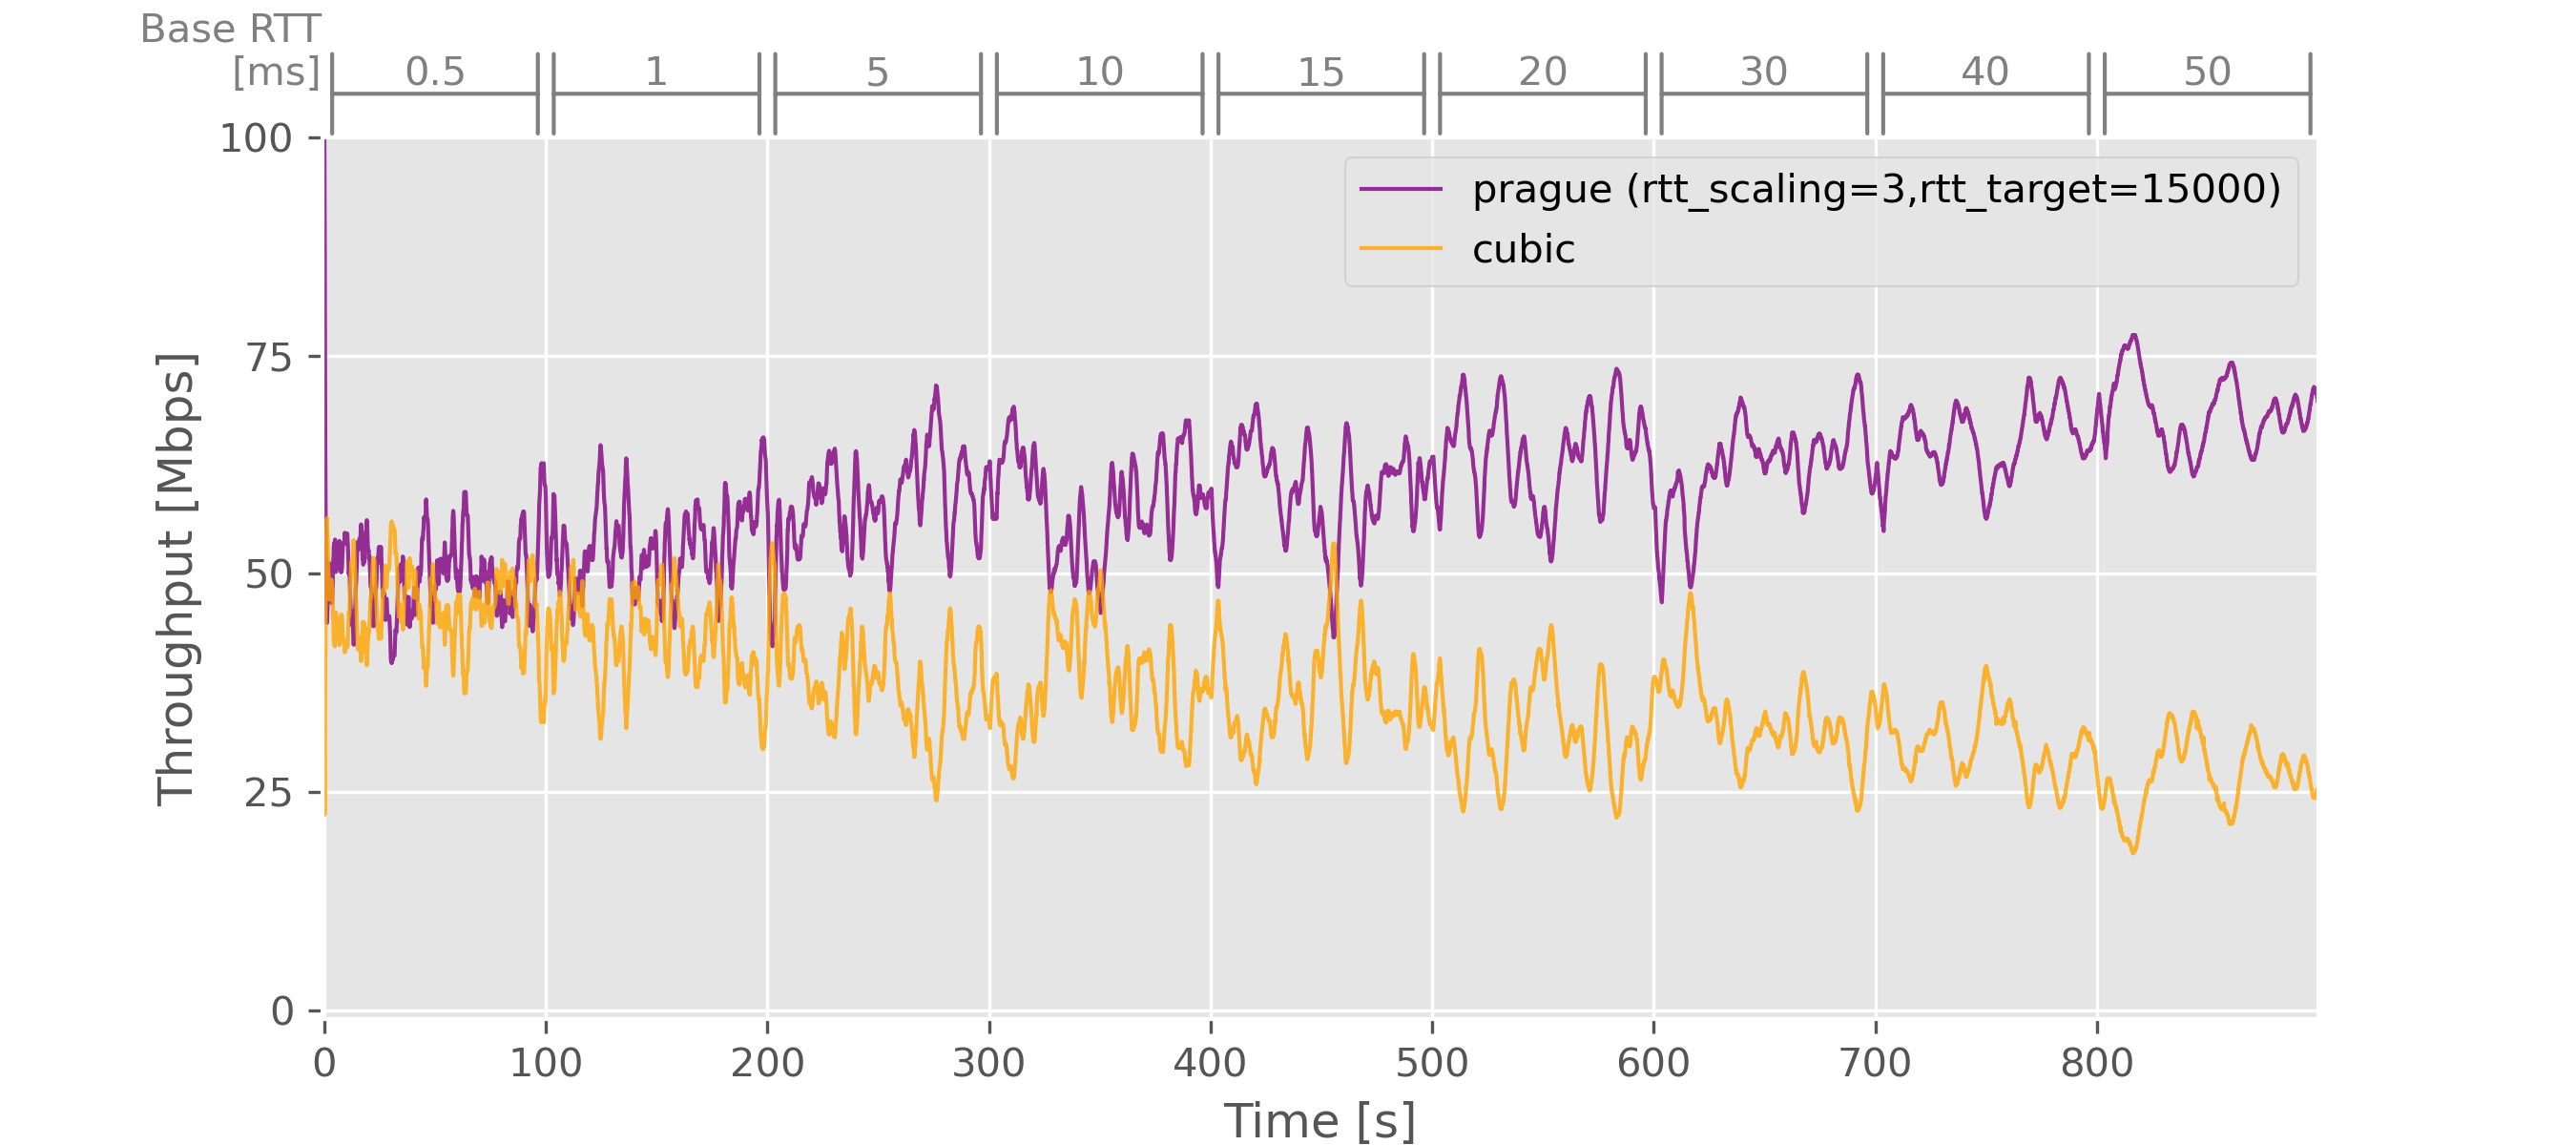 Base RTT
[ms]
0.5 1 5 10 15 20 30 40 50
100
75
50
25
0
Throughput [Mbps]
prague (rtt_scaling=3,rtt_target=15000)
cubic
0 100 200 300 400 500 600 700 800
Time [s]